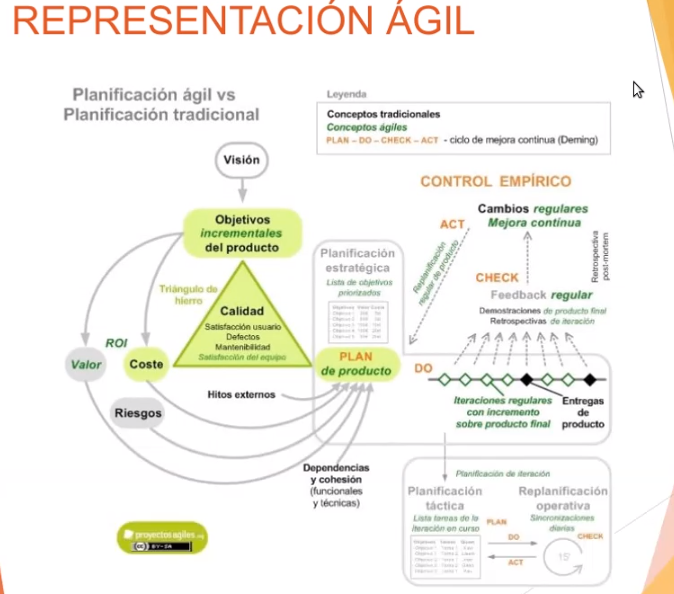 REPRESENTACIÓN ÁGIL
Planificación ágil vs
Planificación tradicional
Leyenda
Conceptos tradicionales
Conceptos ágiles
PLAN – DO – CHECK – ACT - ciclo de mejora contínua (Deming)
Visión
Objetivos
incrementales
del producto
Triángulo de
hierro
Calidad
Satisfacción usuario
Defectos
Mantenibilidad
Satisfacción del equipo
ROI
Valor
Coste
Riesgos
Hitos externos
Dependencias
y cohesión
(funcionales
y técnicas)
Planificación
estratégica
Lista de objetivos
priorizados
PLAN
de producto
CONTROL EMPÍRICO
Cambios regulares
Mejora contínua
ACT
Replanificación
regular de producto
Retrospectiva
post-mortem
CHECK
Feedback regular
Demostraciones de producto final
Retrospectivas de iteración
DO
Iteraciones regulares
con incremento
sobre producto final
Entregas
de
producto
Planificación de iteración
Planificación
táctica
Lista tareas de la
iteración en curso
Replanificación
operativa
Sincronizaciones
diarias
PLAN
DO
CHECK
ACT
15'
proyectos agiles
CC BY-SA